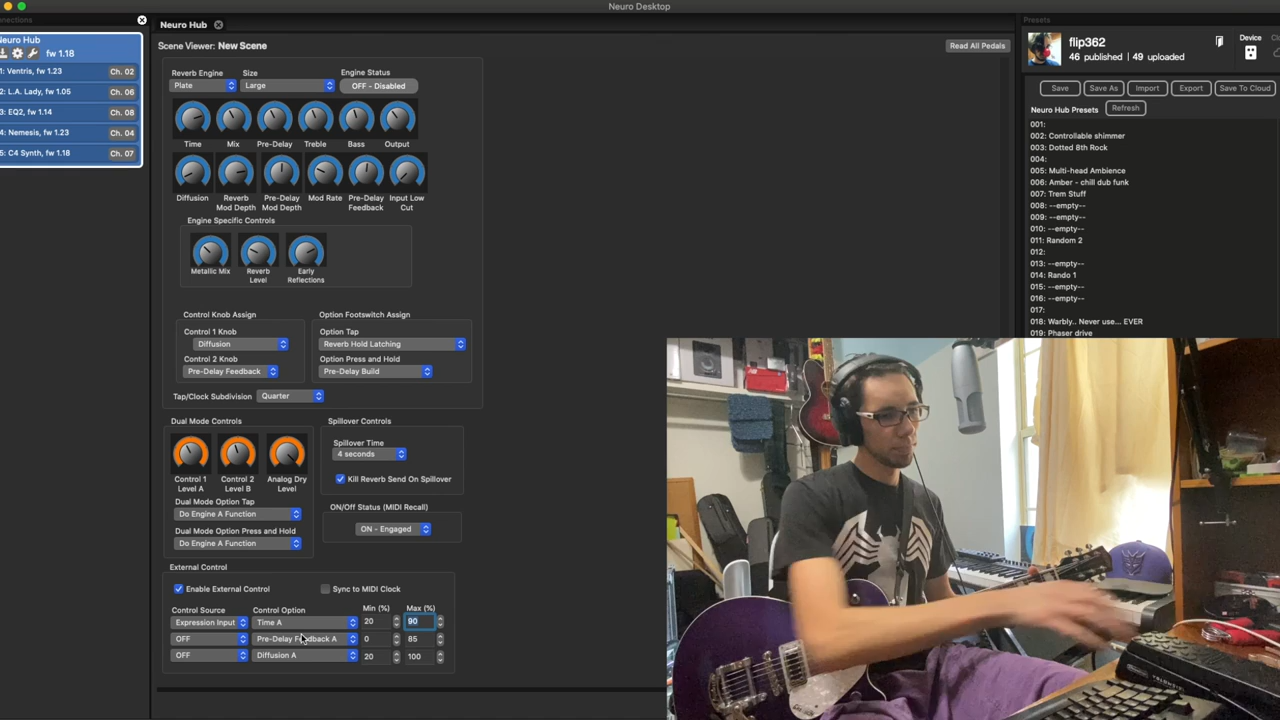 Neuro Desktop
Neuro Hub
fw 1.18
1: Ventris, fw 1.23 Ch. 02
2: L.A. Lady, fw 1.05 Ch. 06
3: EQ2, fw 1.14 Ch. 08
4: Nemesis, fw 1.23 Ch. 04
5: C4 Synth, fw 1.18 Ch. 07
Neuro Hub
Scene Viewer: New Scene
Read All Pedals
Reverb Engine Size Engine Status
Plate Large OFF - Disabled
Time Mix Pre-Delay Treble Bass Output
Diffusion Reverb Mod Depth Pre-Delay Mod Depth Mod Rate Pre-Delay Feedback Input Low Cut
Engine Specific Controls
Metallic Mix Reverb Level Early Reflections
Control Knob Assign Option Footswitch Assign
Control 1 Knob Option Tap
Diffusion Reverb Hold Latching
Control 2 Knob Option Press and Hold
Pre-Delay Feedback Pre-Delay Build
Tap/Clock Subdivision Quarter
Dual Mode Controls Spillover Controls
Spillover Time
4 seconds
Control 1 Level A Control 2 Level B Analog Dry Level
Kill Reverb Send On Spillover
Dual Mode Option Tap
Do Engine A Function
ON/Off Status (MIDI Recall)
ON - Engaged
Dual Mode Option Press and Hold
Do Engine A Function
External Control
Enable External Control Sync to MIDI Clock
Control Source Control Option Min (%) Max (%)
Expression Input Time A 20 90
OFF Pre-Delay Feedback A 0 85
OFF Diffusion A 20 100
Presets
flip362
46 published | 49 uploaded
Device
Save Save As Import Export Save To Cloud
Neuro Hub Presets Refresh
001:
002: Controllable shimmer
003: Dotted 8th Rock
004:
005: Multi-head Ambience
006: Amber - chill dub funk
007: Trem Stuff
008: --empty--
009: --empty--
010: --empty--
011: Random 2
012:
013: --empty--
014: Rando 1
015: --empty--
016: --empty--
017:
018: Warbly.. Never use... EVER
019: Phaser drive